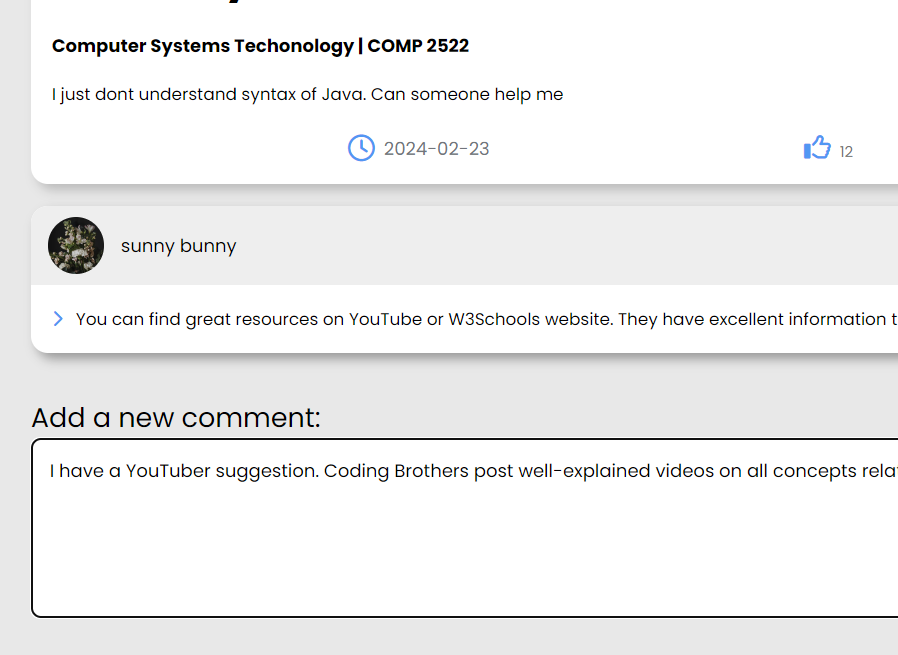 Computer Systems Techonology | COMP 2522
I just dont understand syntax of Java. Can someone help me
2024-02-23
12
sunny bunny
You can find great resources on YouTube or W3Schools website. They have excellent information
Add a new comment:
I have a YouTuber suggestion. Coding Brothers post well-explained videos on all concepts